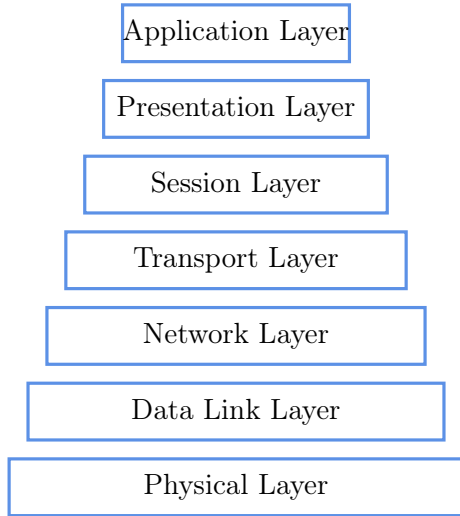 Application Layer
Presentation Layer
Session Layer
Transport Layer
Network Layer
Data Link Layer
Physical Layer